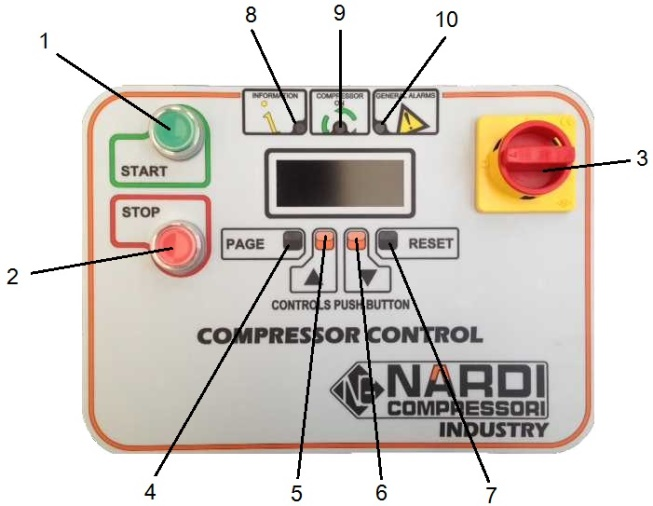 8
9
10
1
INFORMATION
COMPRESSOR
ON
GENERAL ALARMS
START
3
STOP
2
PAGE
RESET
CONTROLS PUSH BUTTON
COMPRESSOR CONTROL
NARDI
COMPRESSORI
INDUSTRY
4
5
6
7